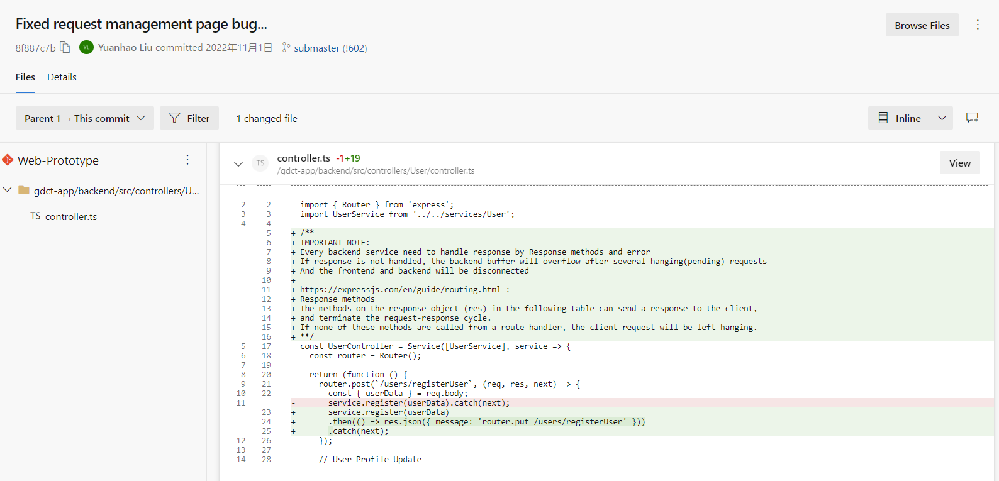 Fixed request management page bug...
Browse Files
8f887c7b YL Yuanhao Liu committed 2022年11月1日 submaster (!602)
Files Details
Parent 1 → This commit Filter 1 changed file Inline
Web-Prototype
gdct-app/backend/src/controllers/U...
TS controller.ts
TS controller.ts -1+19
/gdct-app/backend/src/controllers/User/controller.ts
View
2 2 import { Router } from 'express';
3 3 import UserService from '../../services/User';
4 4
5 + /**
6 + IMPORTANT NOTE:
7 + Every backend service need to handle response by Response methods and error
8 + If response is not handled, the backend buffer will overflow after several hanging(pending) requests
9 + And the frontend and backend will be disconnected
10 +
11 + https://expressjs.com/en/guide/routing.html :
12 + Response methods
13 + The methods on the response object (res) in the following table can send a response to the client,
14 + and terminate the request-response cycle.
15 + If none of these methods are called from a route handler, the client request will be left hanging.
16 + **/
5 17 const UserController = Service([UserService], service => {
6 18 const router = Router();
7 19
8 20 return (function () {
9 21 router.post(`/users/registerUser`, (req, res, next) => {
10 22 const { userData } = req.body;
11 - service.register(userData).catch(next);
23 + service.register(userData)
24 + .then(() => res.json({ message: 'router.put /users/registerUser' }))
25 + .catch(next);
12 26 });
13 27
14 28 // User Profile Update